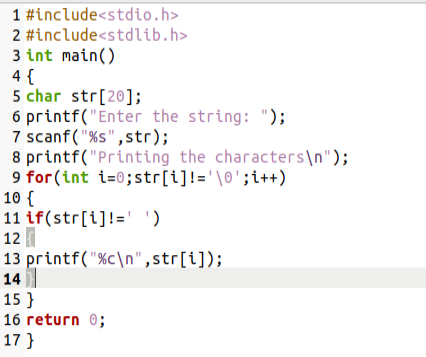 1 #include<stdio.h>
2 #include<stdlib.h>
3 int main()
4 {
5 char str[20];
6 printf("Enter the string: ");
7 scanf("%s",str);
8 printf("Printing the characters\n");
9 for(int i=0;str[i]!='\0';i++)
10 {
11 if(str[i]!=' ')
12 {
13 printf("%c\n",str[i]);
14 }
15 }
16 return 0;
17 }